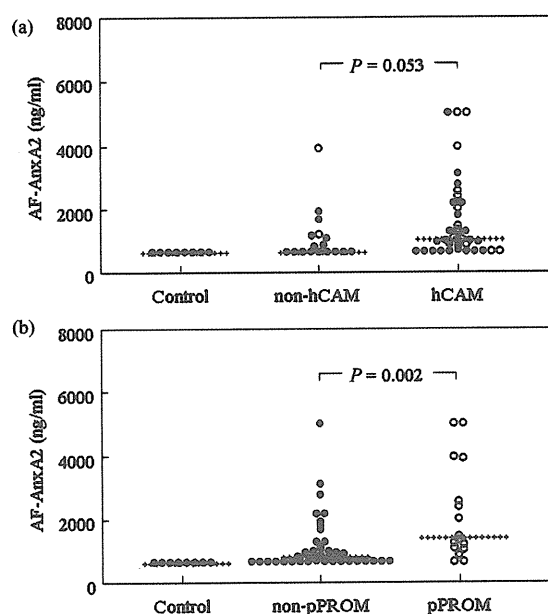 (a)
8000
6000
4000
2000
0
AF-AnxA2 (ng/ml)
P = 0.053
Control non-hCAM hCAM
(b)
8000
6000
4000
2000
0
AF-AnxA2 (ng/ml)
P = 0.002
Control non-pPROM pPROM